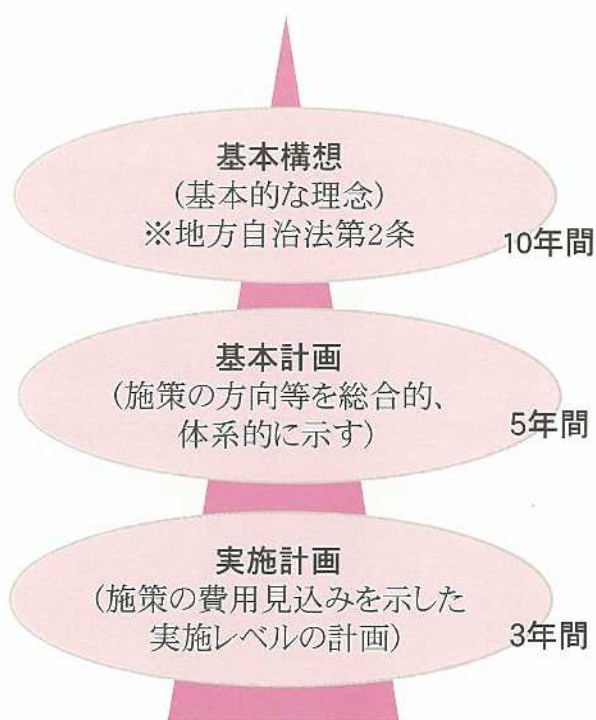 基本構想
(基本的な理念)
※地方自治法第2条
10年間
基本計画
(施策の方向等を総合的、
体系的に示す)
5年間
実施計画
(施策の費用見込みを示した
実施レベルの計画)
3年間